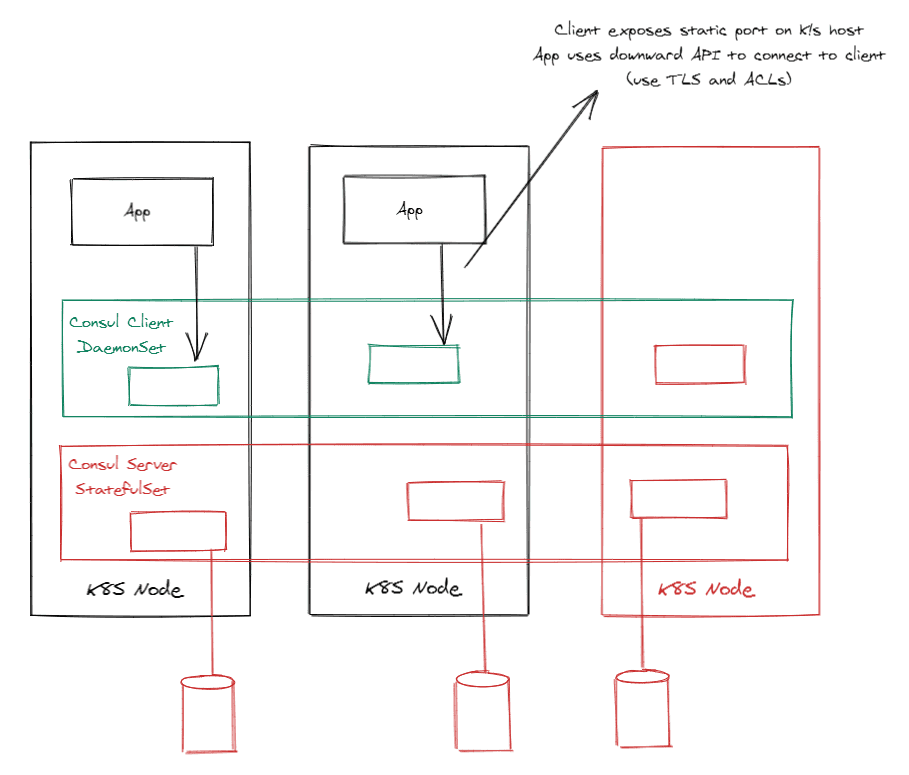 Client exposes static port on K/s host
App uses downward API to connect to client
(use TLS and ACLs)
App
App
Consul Client
DaemonSet
Consul Server
StatefulSet
K8S Node
K8S Node
K8S Node